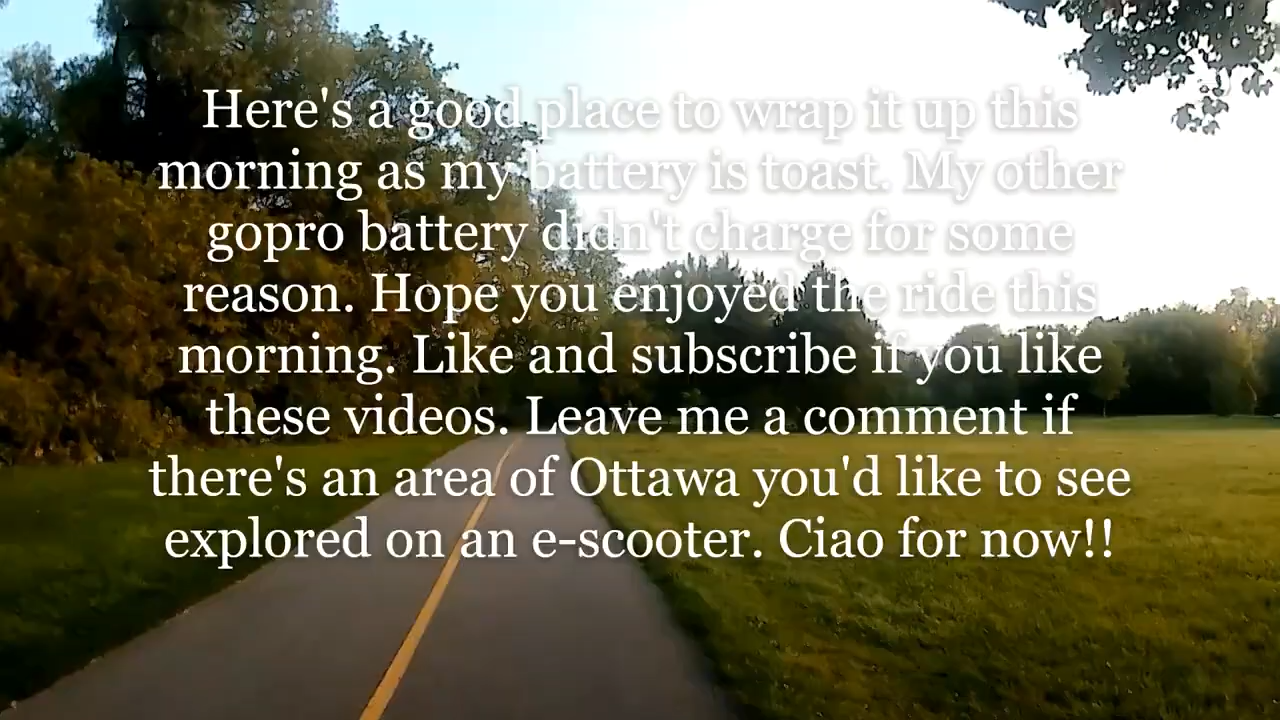 Here's a good place to wrap it up this
morning as my battery is toast. My other
gopro battery didn't charge for some
reason. Hope you enjoyed the ride this
morning. Like and subscribe if you like
these videos. Leave me a comment if
there's an area of Ottawa you'd like to see
explored on an e-scooter. Ciao for now!!